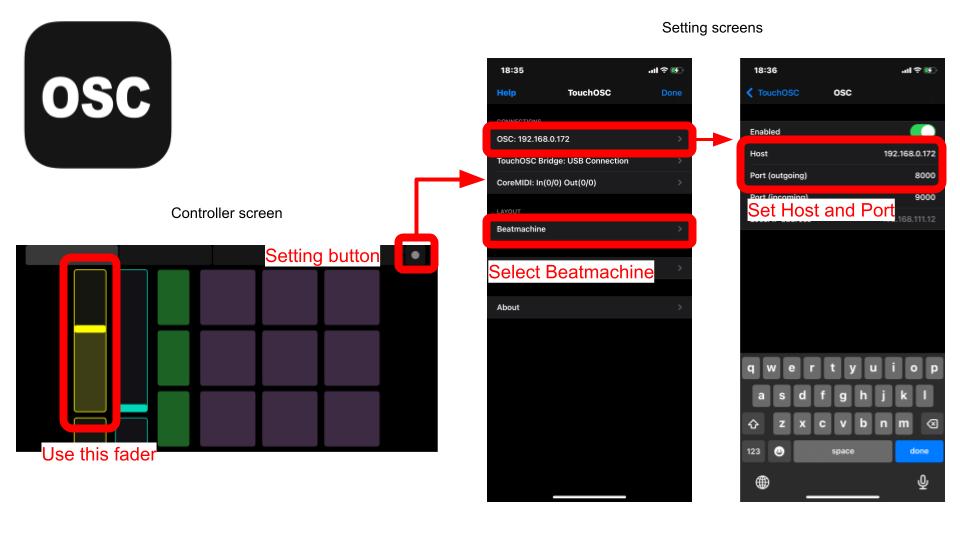 Setting screens
OSC
Controller screen
Setting button
Use this fader
18:35
Help TouchOSC Done
CONNECTIONS
OSC: 192.168.0.172
TouchOSC Bridge: USB Connection
CoreMIDI: In(0/0) Out(0/0)
LAYOUT
Beatmachine
Select Beatmachine
About
18:36
TouchOSC OSC
Enabled
Host 192.168.0.172
Port (outgoing) 8000
Port (incoming) 9000
Set Host and Port
.168.111.12
q w e r t y u i o p
a s d f g h j k l
z x c v b n m
123 space done